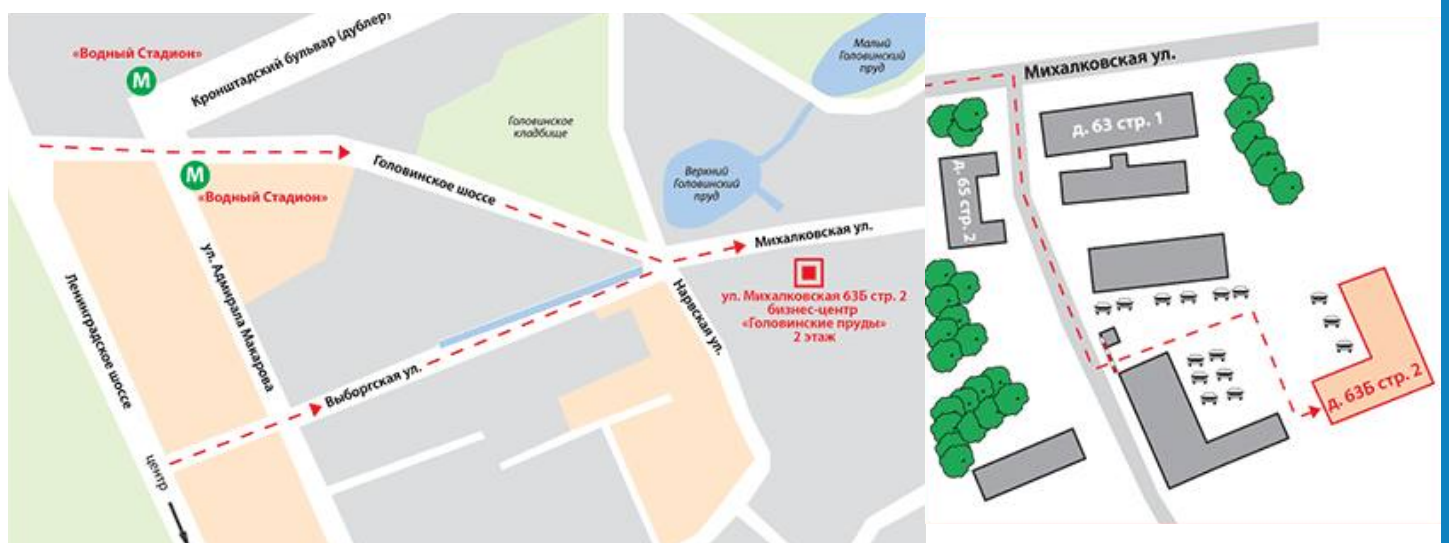 «Водный Стадион»
М
Кронштадский бульвар (дублер)
Малый
Головинский
пруд
Головинское
кладбище
М
«Водный Стадион»
Головинское шоссе
Верхний
Головинский
пруд
Михалковская ул.
ул. Михалковская 63Б стр. 2
бизнес-центр
«Головинские пруды»
2 этаж
Ленинградское шоссе
ул. Адмирала Макарова
Нарвская ул.
Выборгская ул.
центр
Михалковская ул.
д. 63 стр. 1
д. 65 стр. 2
д. 63Б стр. 2